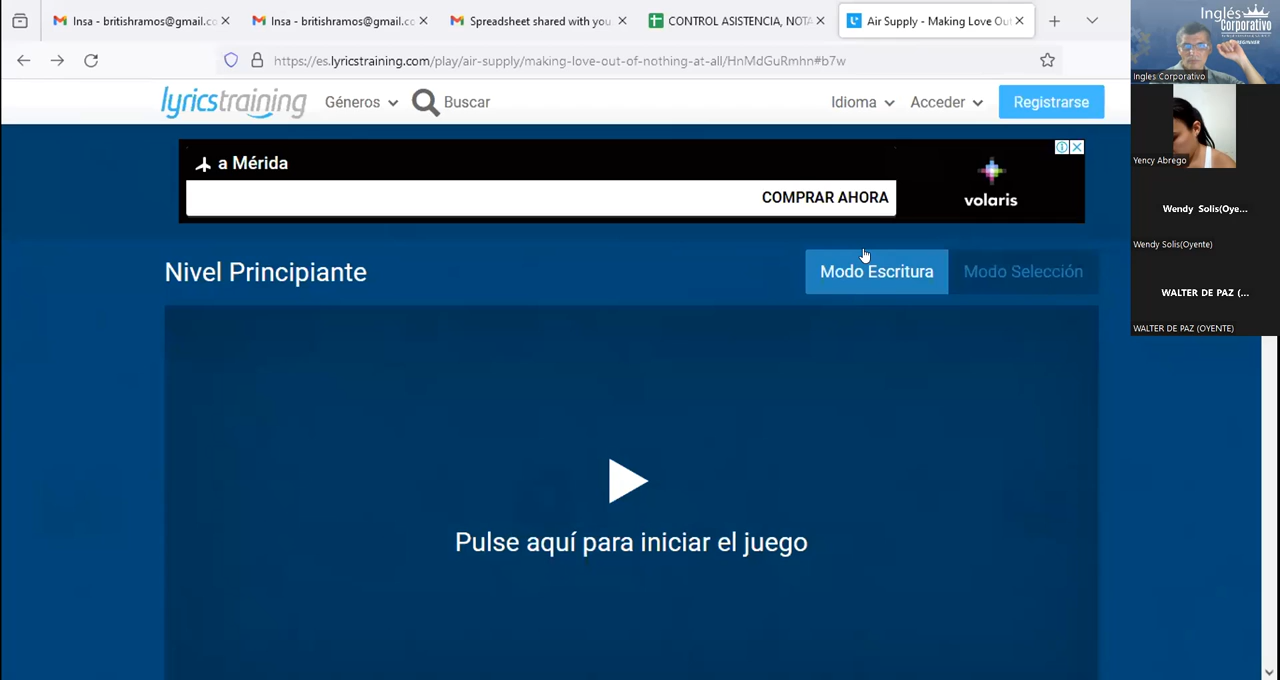 Insa - britishramos@gmail.co
Insa - britishramos@gmail.co
Spreadsheet shared with you
CONTROL ASISTENCIA, NOTA
Air Supply - Making Love Out
https://es.lyricstraining.com/play/air-supply/making-love-out-of-nothing-at-all/HnMdGuRmhn#b7w
lyricstraining
Géneros
Buscar
Idioma
Acceder
Registrarse
a Mérida
COMPRAR AHORA
volaris
Nivel Principiante
Modo Escritura
Modo Selección
Pulse aquí para iniciar el juego
Inglés
Corporativo
BEGINNER
Ingles Corporativo
Yency Abrego
Wendy Solis(Oye...
Wendy Solis(Oyente)
WALTER DE PAZ (...
WALTER DE PAZ (OYENTE)